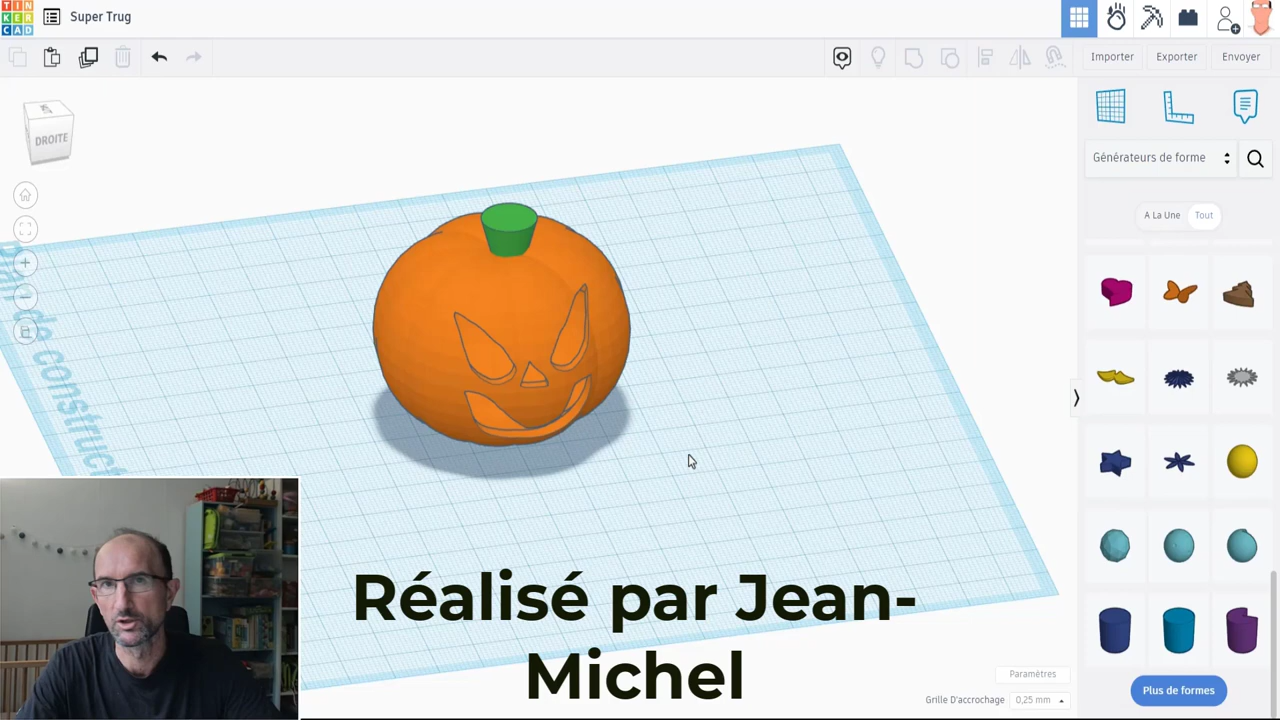 TIN
KER
CAD
Super Trug
Importer
Exporter
Envoyer
DROITE
Générateurs de forme
A La Une
Tout
Réalisé par Jean-
Michel
Paramètres
Grille D'accrochage
0,25 mm
Plus de formes